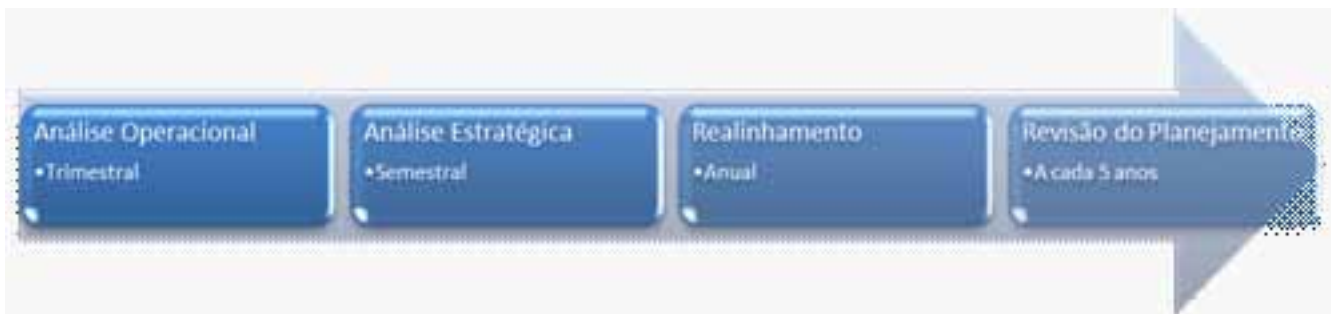 Análise Operacional
•Trimestral
Análise Estratégica
•Semestral
Realinhamento
•Anual
Revisão do Planejamento
•A cada 5 anos